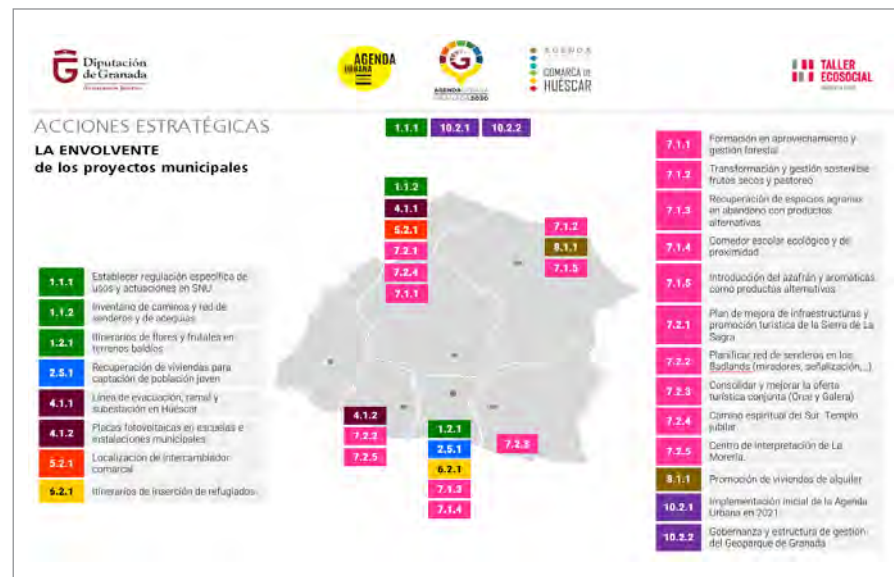 Diputación
de Granada
AGENDA
URBANA
AGENDA
COMARCA DE
HUÉSCAR
TALLER
ECOSOCIAL
ACCIONES ESTRATÉGICAS
LA ENVOLVENTE
de los proyectos municipales
1.1.1 10.2.1 10.2.2
1.1.2
4.1.1
5.2.1
7.2.1
7.2.4
7.1.1
7.1.2
8.1.1
7.1.5
4.1.2
7.2.2
7.2.5
1.2.1
2.5.1
6.2.1
7.1.3
7.1.4
7.2.3
1.1.1 Establecer regulación específica de
usos y actuaciones en SNU
1.1.2 Inventario de caminos y red de
senderos y de acequias
1.2.1 Itinerarios de flores y frutales en
terrenos baldíos
2.5.1 Recuperación de viviendas para
captación de población joven
4.1.1 Línea de evacuación, ramal y
subestación en Huéscar
4.1.2 Placas fotovoltaicas en escuelas e
instalaciones municipales
5.2.1 Localización de intercambiador
comarcal
6.2.1 Itinerarios de inserción de refugiados
7.1.1 Formación en aprovechamiento y
gestión forestal
7.1.2 Transformación y gestión sostenible
frutos secos y pastoreo
7.1.3 Recuperación de espacios agrarios
en abandono con productos
alternativos
7.1.4 Comedor escolar ecológico y de
proximidad
7.1.5 Introducción del azafrán y aromáticas
como productos alternativos
7.2.1 Plan de mejora de infraestructuras y
promoción turística de la Sierra de La
Sagra
7.2.2 Planificar red de senderos en los
Badlands (miradores, señalización,..)
7.2.3 Consolidar y mejorar la oferta
turística conjunta (Orce y Galera)
7.2.4 Camino espiritual del Sur. Templo
jubilar
7.2.5 Centro de interpretación de La
Morería.
8.1.1 Promoción de viviendas de alquiler
10.2.1 Implementación inicial de la Agenda
Urbana en 2021
10.2.2 Gobernanza y estructura de gestión
del Geoparque de Granada